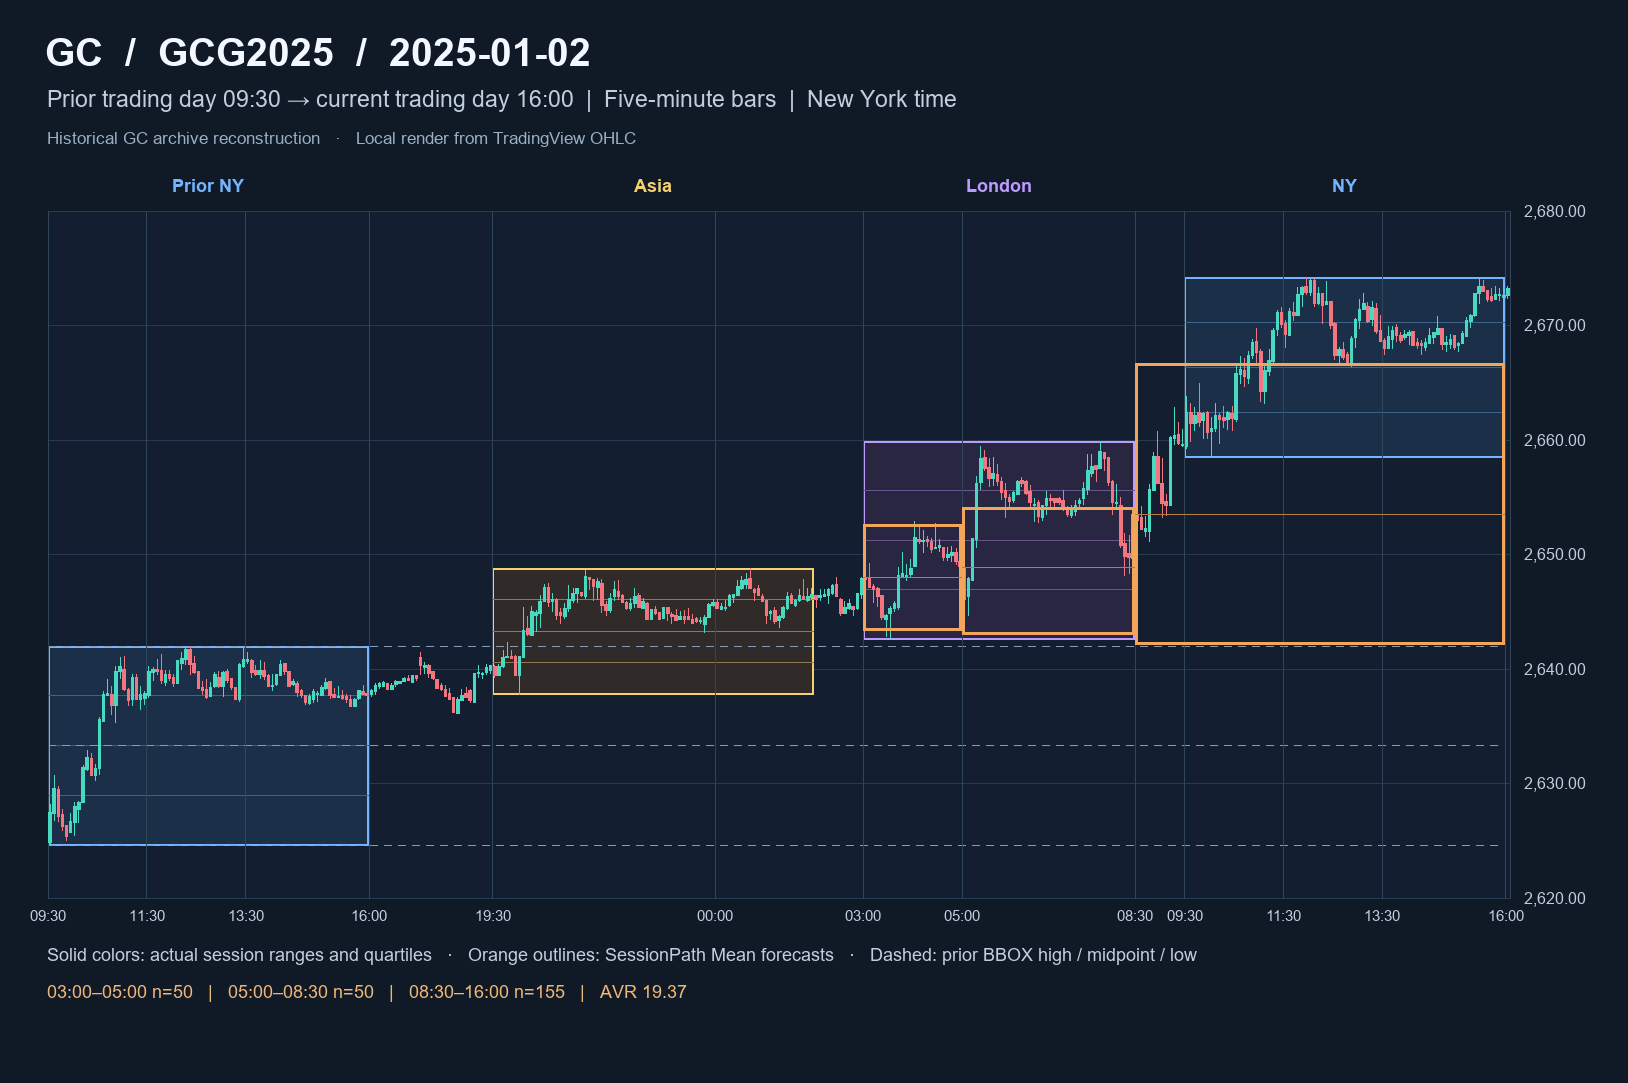 GC / GCG2025 / 2025-01-02
Prior trading day 09:30 → current trading day 16:00 | Five-minute bars | New York time
Historical GC archive reconstruction · Local render from TradingView OHLC
Prior NY Asia London NY
2,680.00
2,670.00
2,660.00
2,650.00
2,640.00
2,630.00
2,620.00
09:30 11:30 13:30 16:00 19:30 00:00 03:00 05:00 08:30 09:30 11:30 13:30 16:00
Solid colors: actual session ranges and quartiles · Orange outlines: SessionPath Mean forecasts · Dashed: prior BBOX high / midpoint / low
03:00–05:00 n=50 | 05:00–08:30 n=50 | 08:30–16:00 n=155 | AVR 19.37